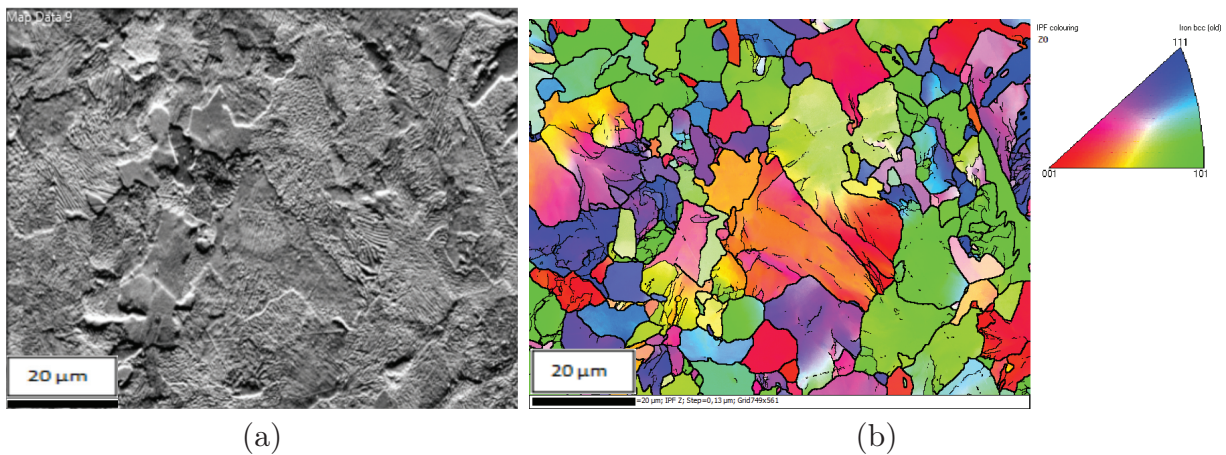 Map Data 9
20 µm
(a)
20 µm
=20 µm; IPF Z; Step=0,13 µm; Grid749x561
(b)
IPF colouring
Z0
Iron bcc (old)
111
001
101